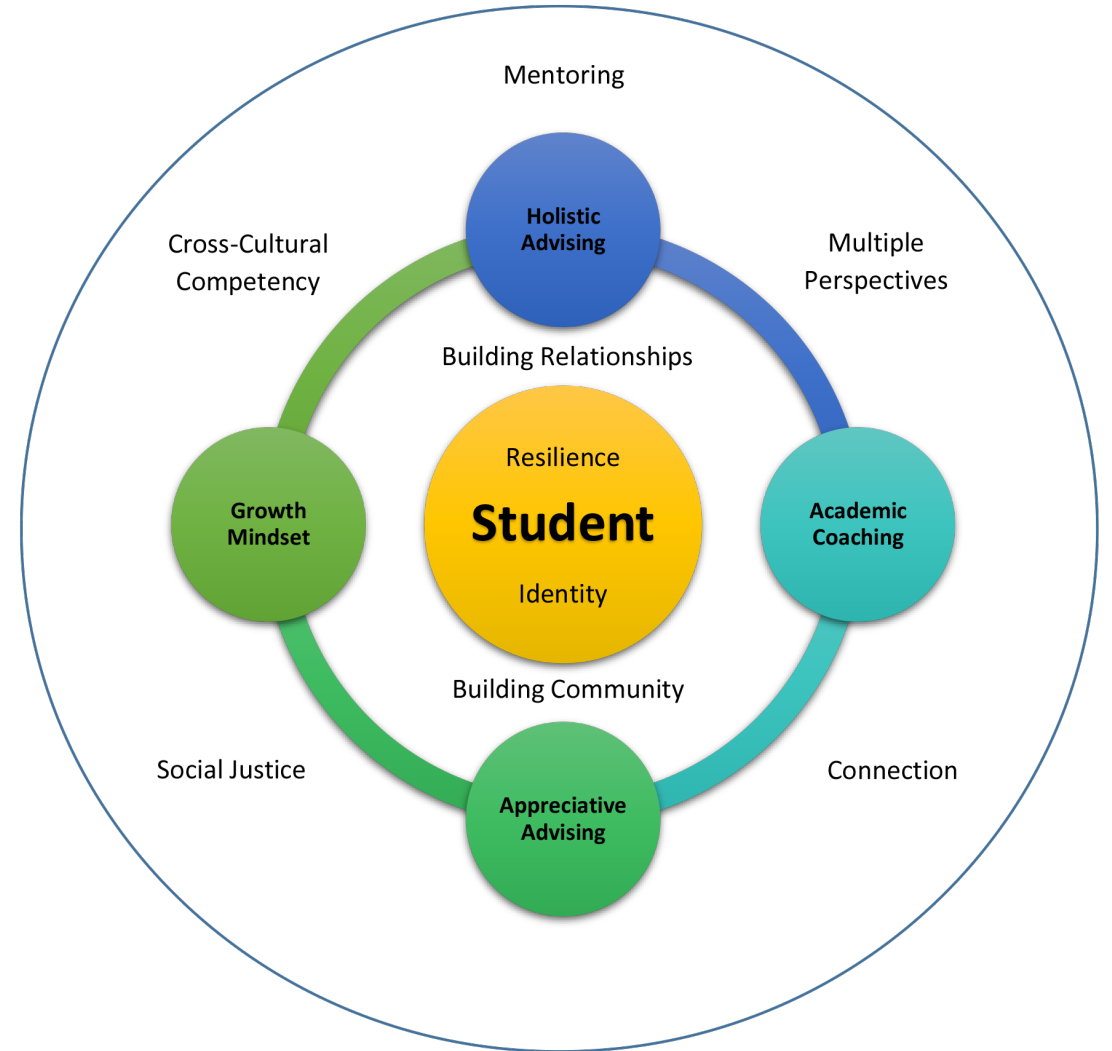 Mentoring
Holistic
Advising
Cross-Cultural
Competency
Multiple
Perspectives
Building Relationships
Resilience
Student
Identity
Growth
Mindset
Academic
Coaching
Building Community
Social Justice
Connection
Appreciative
Advising